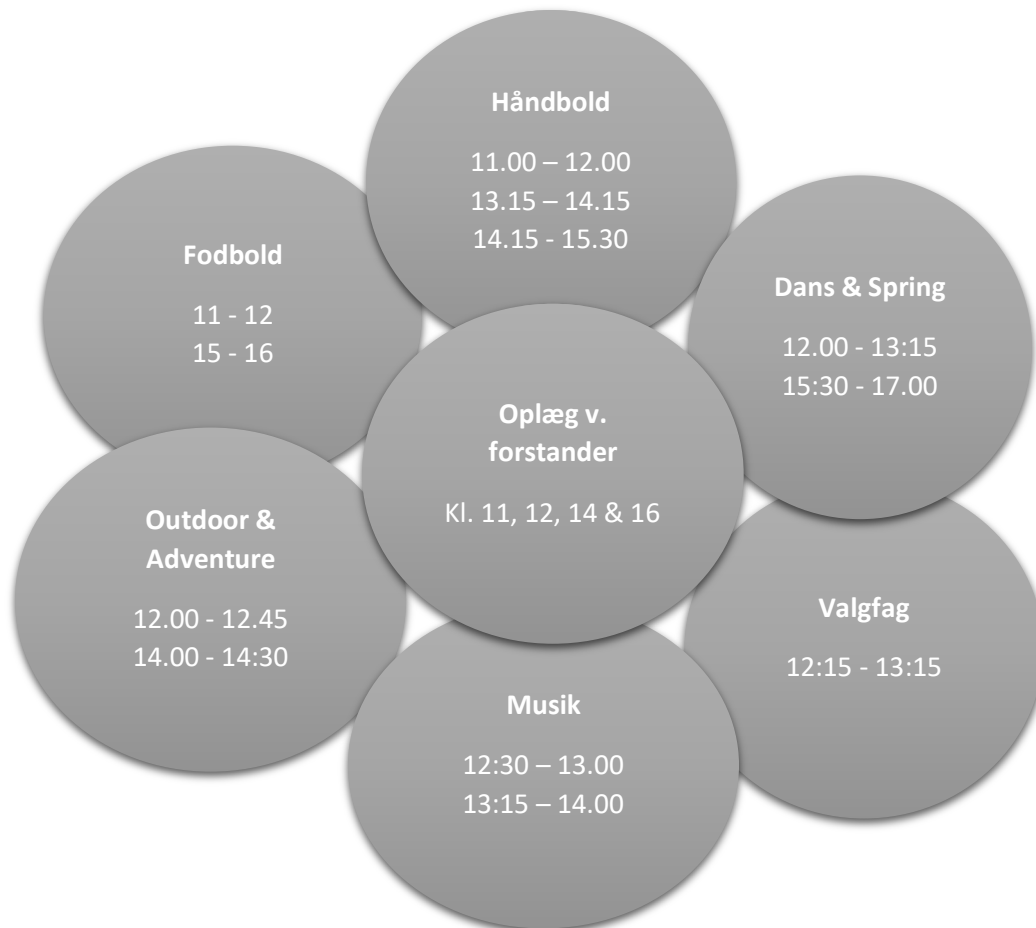 Håndbold
11.00 – 12.00
13.15 – 14.15
14.15 - 15.30
Fodbold
11 - 12
15 - 16
Dans & Spring
12.00 - 13:15
15:30 - 17.00
Oplæg v.
forstander
Kl. 11, 12, 14 & 16
Outdoor &
Adventure
12.00 - 12.45
14.00 - 14:30
Valgfag
12:15 - 13:15
Musik
12:30 – 13.00
13:15 – 14.00